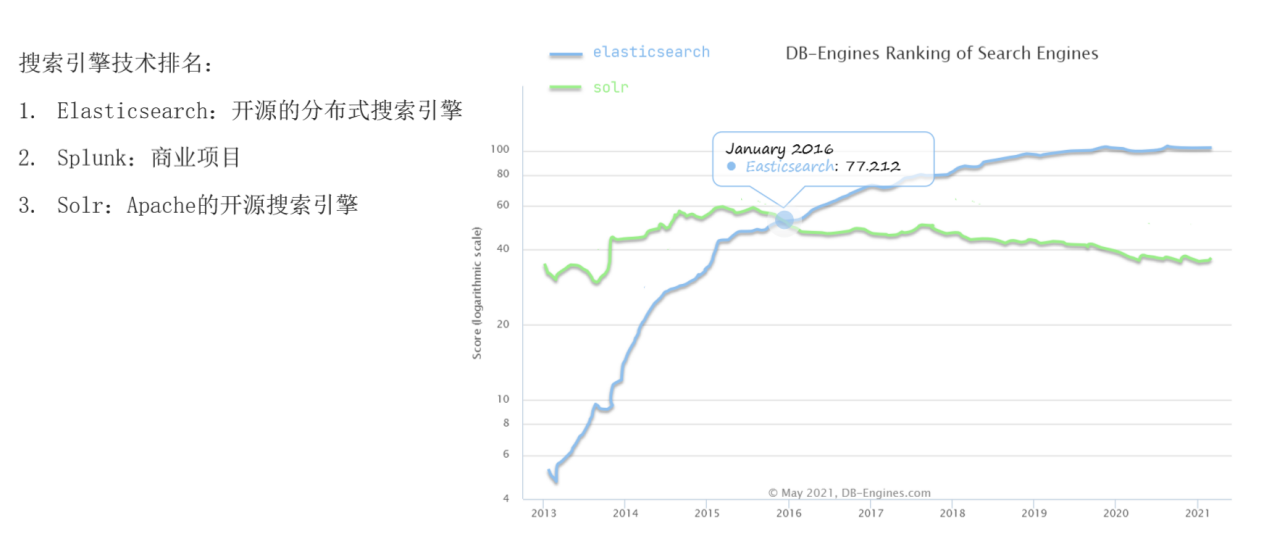 搜索引擎技术排名：
1. Elasticsearch：开源的分布式搜索引擎
2. Splunk：商业项目
3. Solr：Apache的开源搜索引擎
elasticsearch
solr
DB-Engines Ranking of Search Engines
January 2016
Easticsearch: 77.212
Score (logarithmic scale)
100
80
60
40
20
10
8
6
4
© May 2021, DB-Engines.com
2013 2014 2015 2016 2017 2018 2019 2020 2021